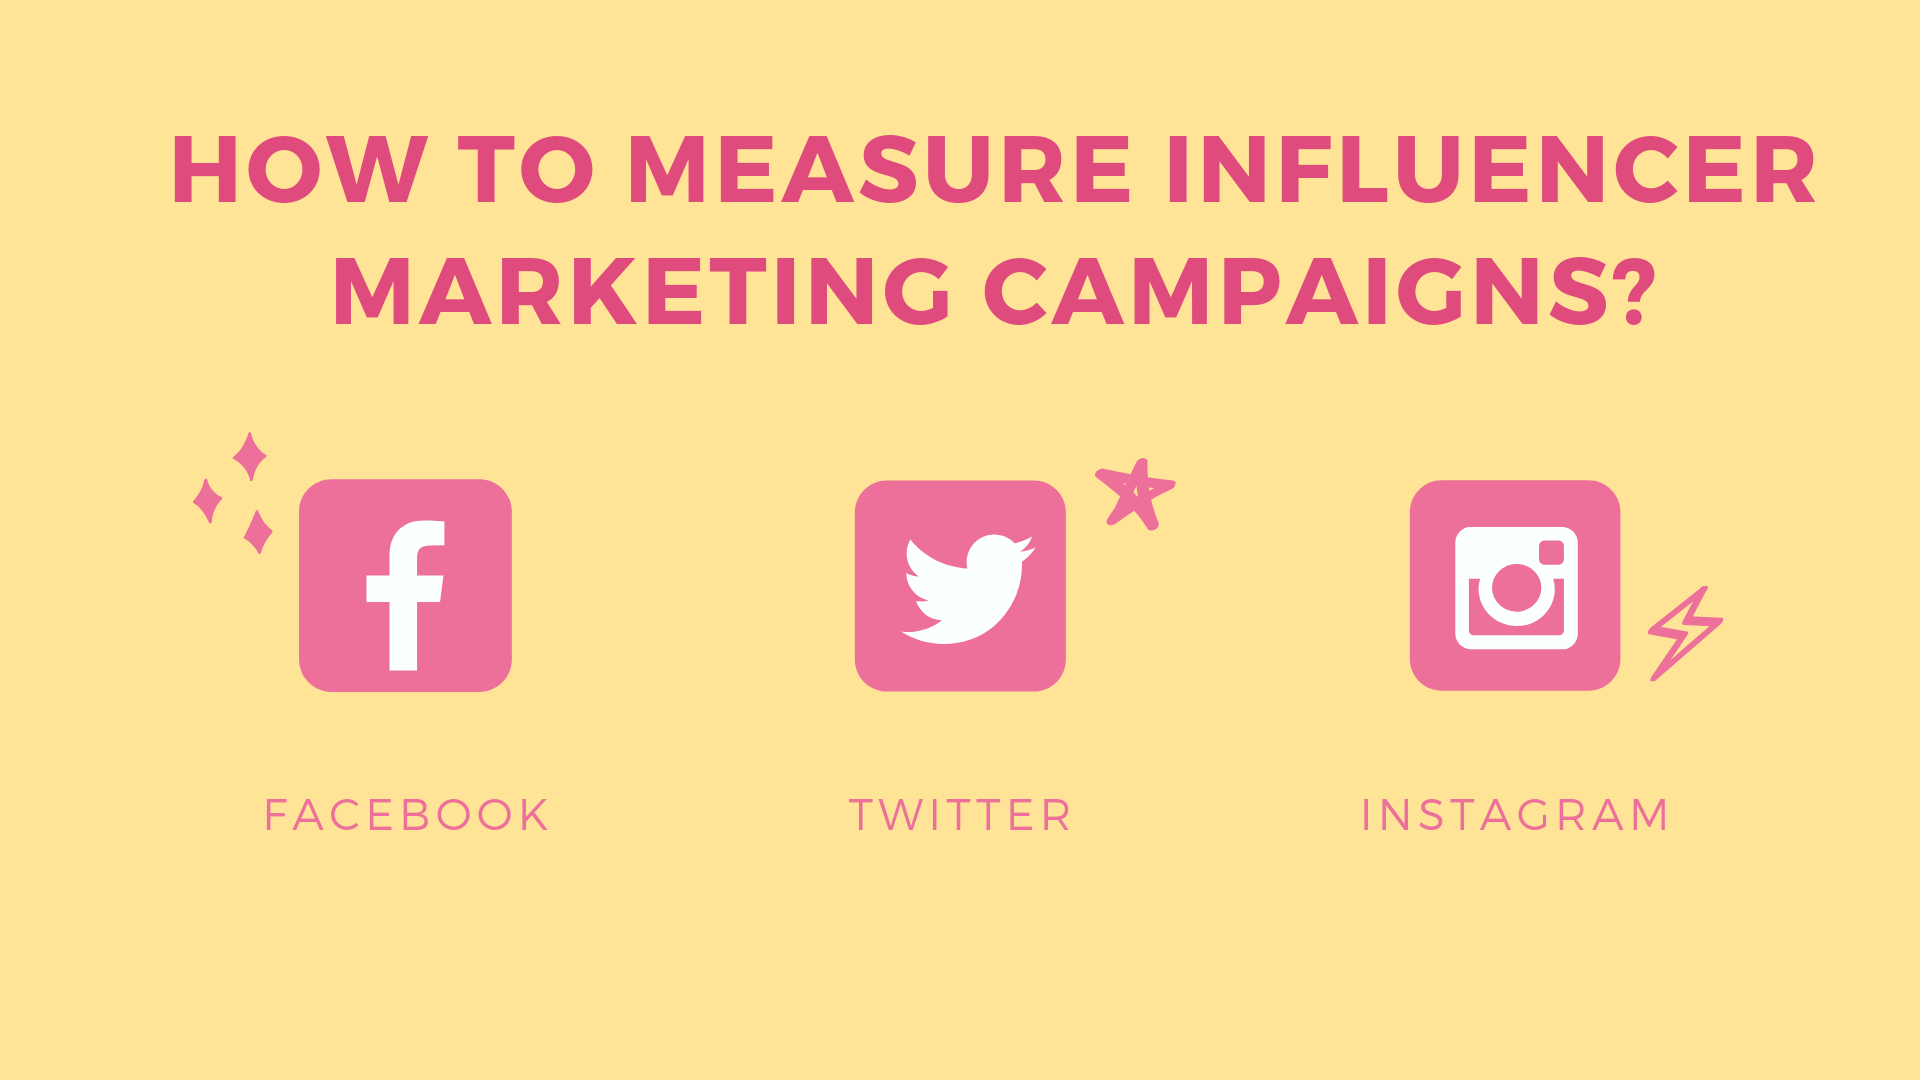 HOW TO MEASURE INFLUENCER
MARKETING CAMPAIGNS?
FACEBOOK
TWITTER
INSTAGRAM